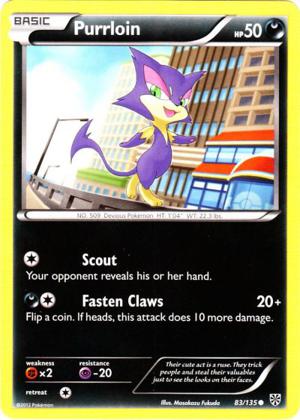 BASIC
Purrloin
HP 50
NO. 509 Devious Pokémon HT: 1'04" WT: 22.3 lbs.
Scout
Your opponent reveals his or her hand.
Fasten Claws 20+
Flip a coin. If heads, this attack does 10 more damage.
weakness
×2
resistance
-20
retreat
Their cute act is a ruse. They trick
people and steal their valuables
just to see the looks on their faces.
©2012 Pokémon
Illus. Masakazu Fukuda
83/135